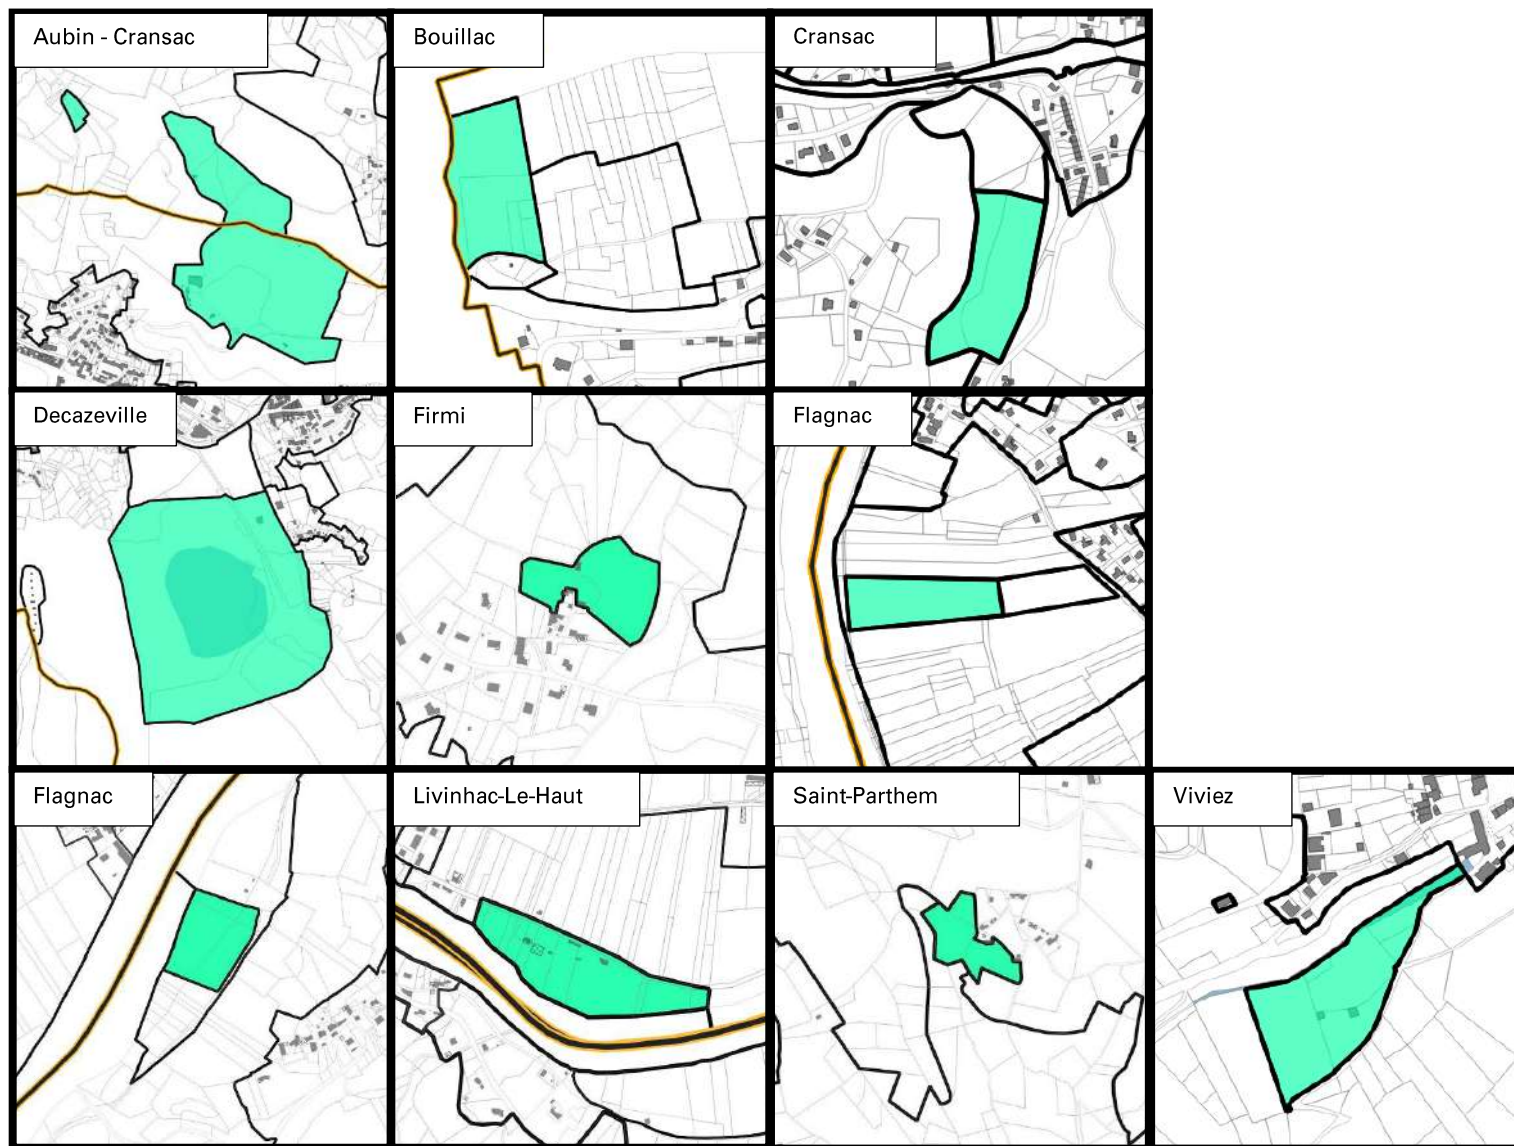 Aubin - Cransac
Bouillac
Cransac
Decazeville
Firmi
Flagnac
Flagnac
Livinhac-Le-Haut
Saint-Parthem
Viviez